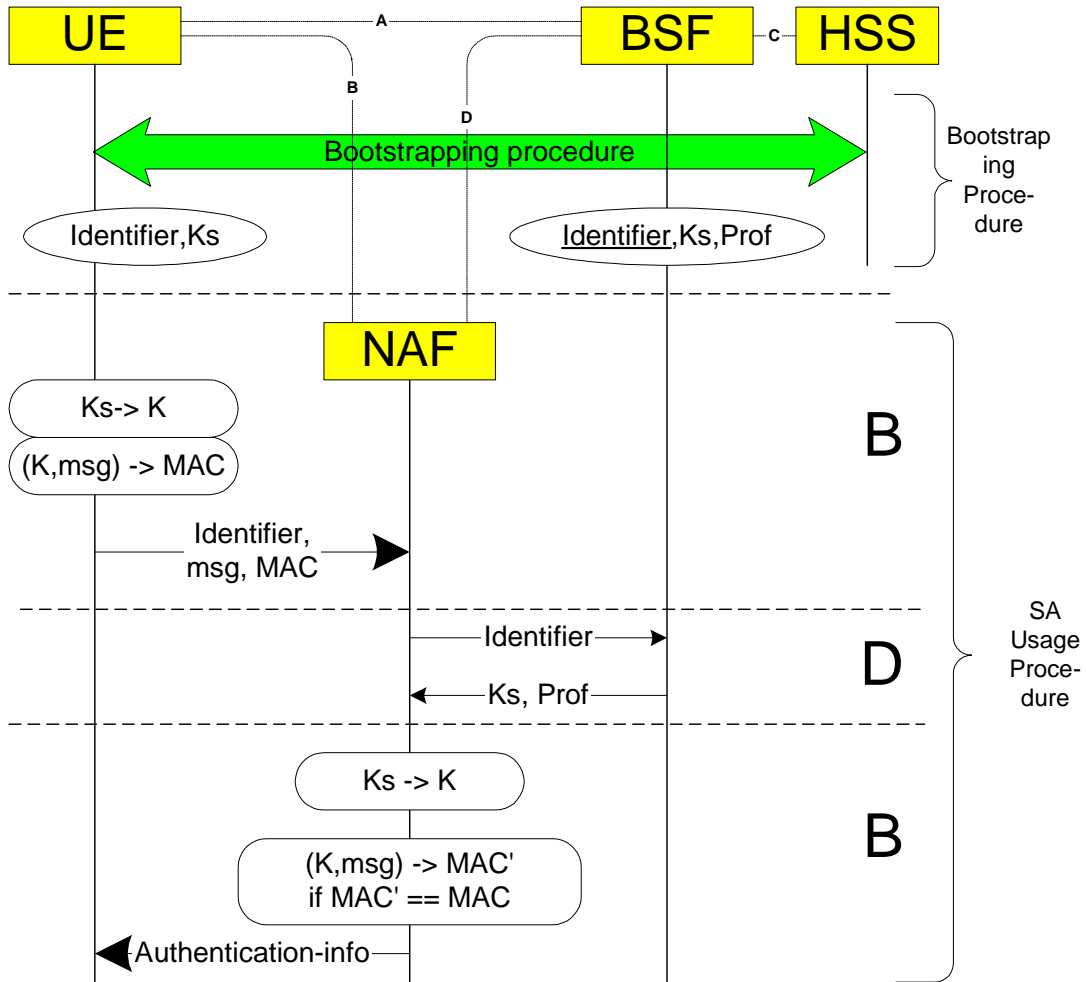 UE
A
BSF
C
HSS
B
D
Bootstrapping procedure
Bootstrap
ing
Proce-
dure
Identifier,Ks
Identifier,Ks,Prof
NAF
Ks-> K
(K,msg) -> MAC
B
Identifier,
msg, MAC
Identifier
D
Ks, Prof
SA
Usage
Proce-
dure
Ks -> K
(K,msg) -> MAC'
if MAC' == MAC
B
Authentication-info